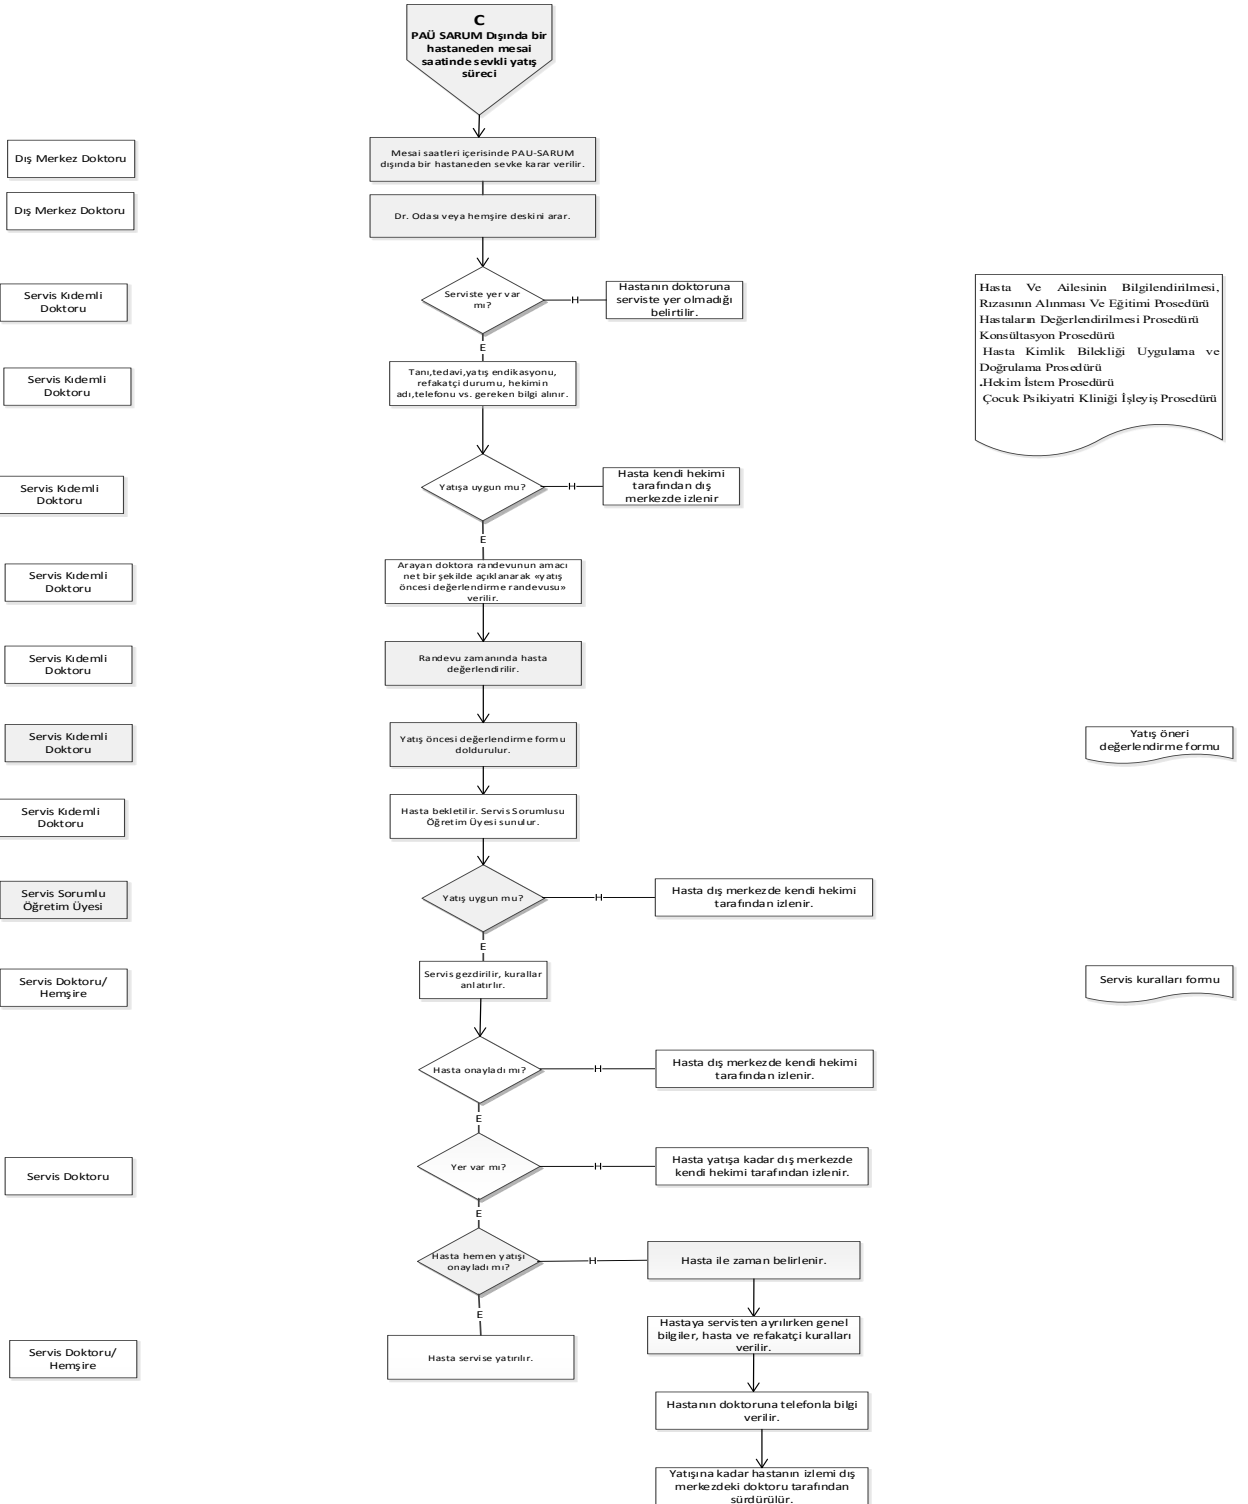 C
PAÜ SARUM Dışında bir
hastaneden mesai
saatinde sevkli yatış
süreci
Dış Merkez Doktoru
Mesai saatleri içerisinde PAU-SARUM
dışında bir hastaneden sevke karar verilir.
Dış Merkez Doktoru
Dr. Odası veya hemşire deskini arar.
Servis Kıdemli
Doktoru
Serviste yer var
mı?
H
Hastanın doktoruna
serviste yer olmadığı
belirtilir.
Hasta Ve Ailesinin Bilgilendirilmesi,
Rızasının Alınması Ve Eğitimi Prosedürü
Hastaların Değerlendirilmesi Prosedürü
Konsültasyon Prosedürü
Hasta Kimlik Bilekliği Uygulama ve
Doğrulama Prosedürü
.Hekim İstem Prosedürü
Çocuk Psikiyatri Kliniği İşleyiş Prosedürü
E
Servis Kıdemli
Doktoru
Tanı,tedavi,yatış endikasyonu,
refakatçi durumu, hekimin
adı,telefonu vs. gereken bilgi alınır.
Servis Kıdemli
Doktoru
Yatışa uygun mu?
H
Hasta kendi hekimi
tarafından dış
merkezde izlenir
E
Servis Kıdemli
Doktoru
Arayan doktora randevunun amacı
net bir şekilde açıklanarak «yatış
öncesi değerlendirme randevusu»
verilir.
Servis Kıdemli
Doktoru
Randevu zamanında hasta
değerlendirilir.
Servis Kıdemli
Doktoru
Yatış öncesi değerlendirme formu
doldurulur.
Yatış öneri
değerlendirme formu
Servis Kıdemli
Doktoru
Hasta bekletilir. Servis Sorumlusu
Öğretim Üyesi sunulur.
Servis Sorumlu
Öğretim Üyesi
Yatış uygun mu?
H
Hasta dış merkezde kendi hekimi
tarafından izlenir.
E
Servis Doktoru/
Hemşire
Servis gezdirilir, kurallar
anlatırlır.
Servis kuralları formu
Hasta onayladı mı?
H
Hasta dış merkezde kendi hekimi
tarafından izlenir.
E
Servis Doktoru
Yer var mı?
H
Hasta yatışa kadar dış merkezde
kendi hekimi tarafından izlenir.
E
Hasta hemen yatışı
onayladı mı?
H
Hasta ile zaman belirlenir.
E
Hastaya servisten ayrılırken genel
bilgiler, hasta ve refakatçi kuralları
verilir.
Servis Doktoru/
Hemşire
Hasta servise yatırılır.
Hastanın doktoruna telefonla bilgi
verilir.
Yatışına kadar hastanın izlemi dış
merkezdeki doktoru tarafından
sürdürülür.